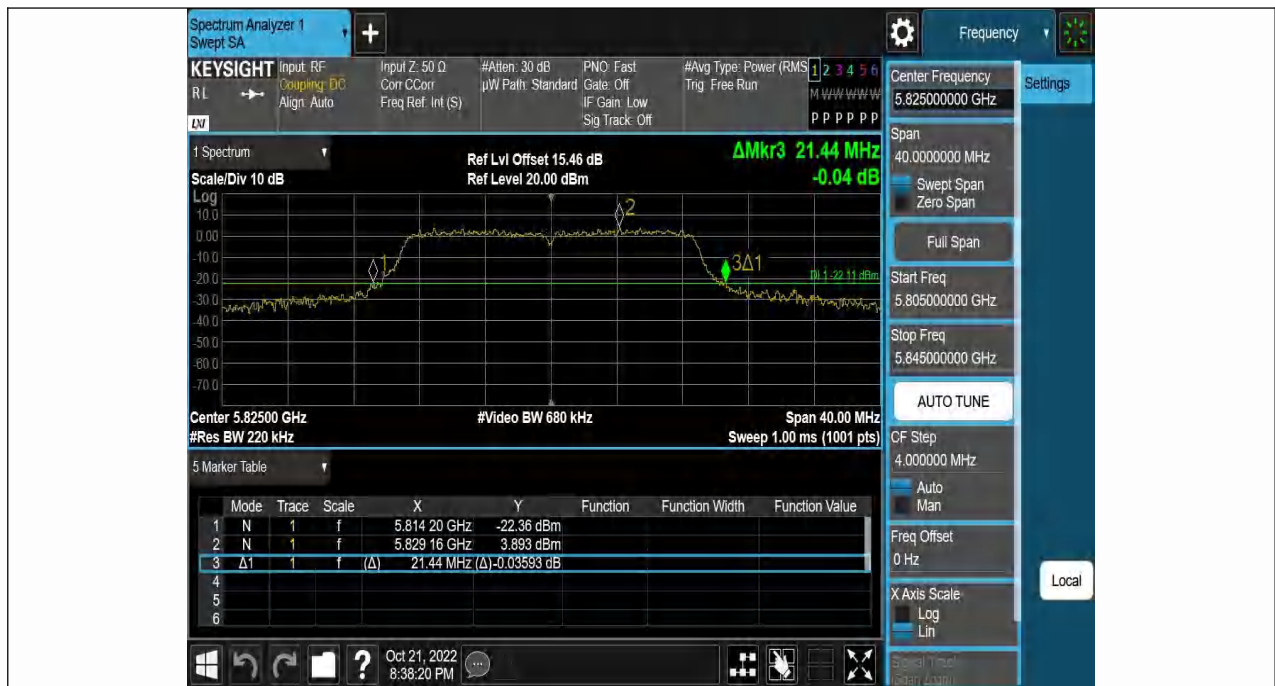 Spectrum Analyzer 1
Swept SA
+
Frequency
KEYSIGHT
RL
LXI
Input: RF
Coupling: DC
Align: Auto
Input Z: 50 Ω
Corr CCorr
Freq Ref: Int (S)
#Atten: 30 dB
µW Path: Standard
PNO: Fast
Gate: Off
IF Gain: Low
Sig Track: Off
#Avg Type: Power (RMS
Trig: Free Run
1 2 3 4 5 6
M W W W W W
P P P P P P
1 Spectrum
Scale/Div 10 dB
Ref Lvl Offset 15.46 dB
Ref Level 20.00 dBm
ΔMkr3 21.44 MHz
-0.04 dB
Log
10.0
0.00
-10.0
-20.0
-30.0
-40.0
-50.0
-60.0
-70.0
1
2
3Δ1
DL1 -22.11 dBm
Center 5.82500 GHz
#Video BW 680 kHz
Span 40.00 MHz
#Res BW 220 kHz
Sweep 1.00 ms (1001 pts)
5 Marker Table
Mode Trace Scale X Y Function Function Width Function Value
1 N 1 f 5.814 20 GHz -22.36 dBm
2 N 1 f 5.829 16 GHz 3.893 dBm
3 Δ1 1 f (Δ) 21.44 MHz (Δ) -0.03593 dB
4
5
6
Oct 21, 2022
8:38:20 PM
Center Frequency
5.825000000 GHz
Settings
Span
40.0000000 MHz
Swept Span
Zero Span
Full Span
Start Freq
5.805000000 GHz
Stop Freq
5.845000000 GHz
AUTO TUNE
CF Step
4.000000 MHz
Auto
Man
Freq Offset
0 Hz
X Axis Scale
Log
Lin
Signal Track
(Span Zoom)
Local